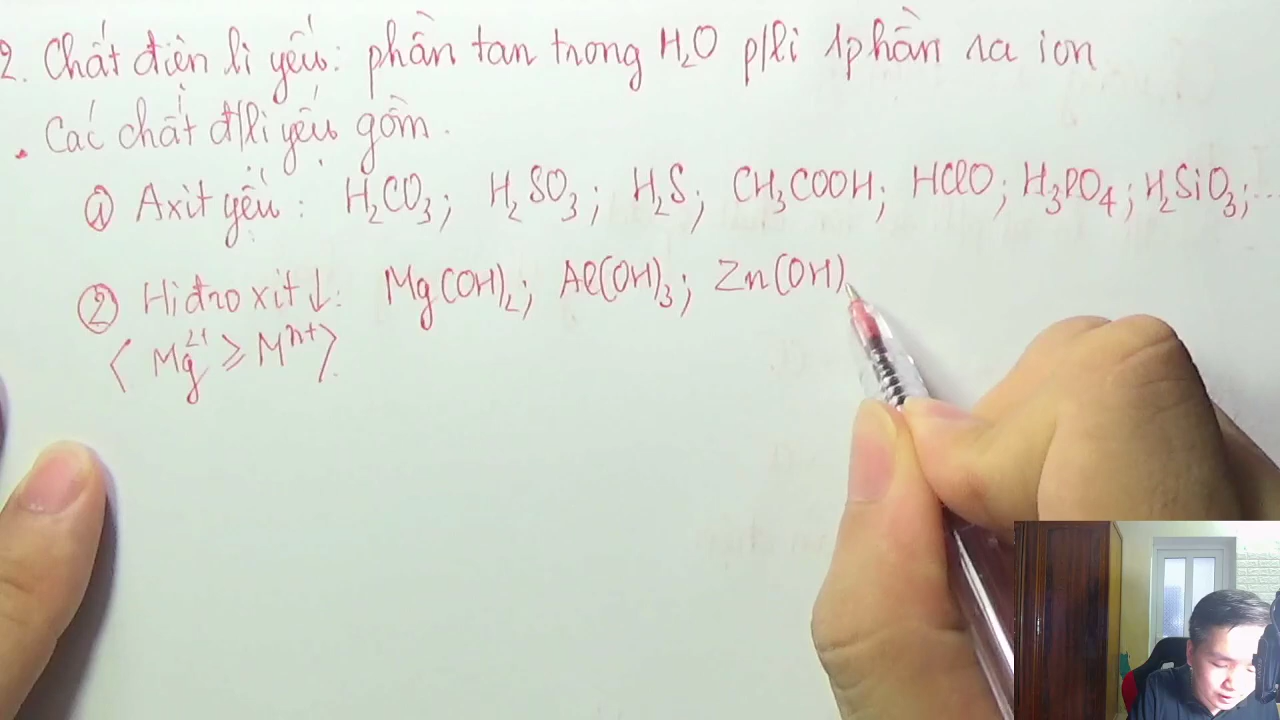 2. Chất điện li yếu: phần tan trong H₂O p/li 1phần ra ion
. Các chất đ/li yếu gồm.
① Axit yếu: H₂CO₃; H₂SO₃; H₂S; CH₃COOH; HClO; H₃PO₄; H₂SiO₃;...
② Hiđroxit↓: Mg(OH)₂; Al(OH)₃; Zn(OH)
⟨ Mg²⁺ ≥ Mⁿ⁺⟩